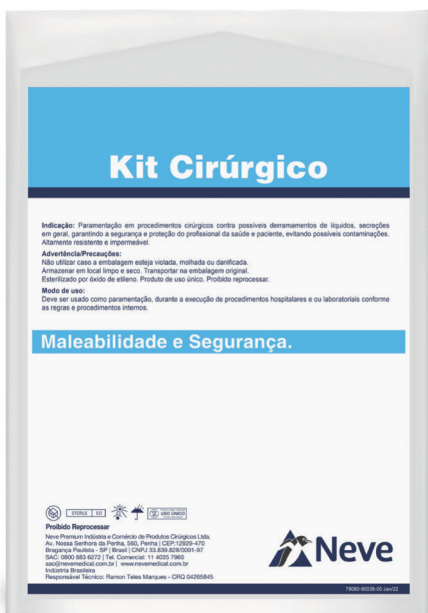 Kit Cirúrgico
Indicação: Paramentação em procedimentos cirúrgicos contra possíveis derramamentos de líquidos, secreções
em geral, garantindo a segurança e proteção do profissional da saúde e paciente, evitando possíveis contaminações.
Altamente resistente e impermeável.
Advertência/Precauções:
Não utilizar caso a embalagem esteja violada, molhada ou danificada.
Armazenar em local limpo e seco. Transportar na embalagem original.
Esterilizado por óxido de etileno. Produto de uso único. Proibido reprocessar.
Modo de uso:
Deve ser usado como paramentação, durante a execução de procedimentos hospitalares e ou laboratoriais conforme
as regras e procedimentos internos.
Maleabilidade e Segurança.
STERILE EO
USO ÚNICO
Proibido Reprocessar
Neve Premium Indústria e Comércio de Produtos Cirúrgicos Ltda.
Av. Nossa Senhora da Penha, 560, Penha | CEP:12929-470
Bragança Paulista - SP | Brasil | CNPJ 33.839.828/0001-97
SAC: 0800 883 6272 | Tel. Comercial: 11 4035 7960
sac@nevemedical.com.br | www.nevemedical.com.br
Indústria Brasileira
Responsável Técnico: Ramon Teles Marques - CRQ 04265845
Neve
79080-90036-00 Jan/22